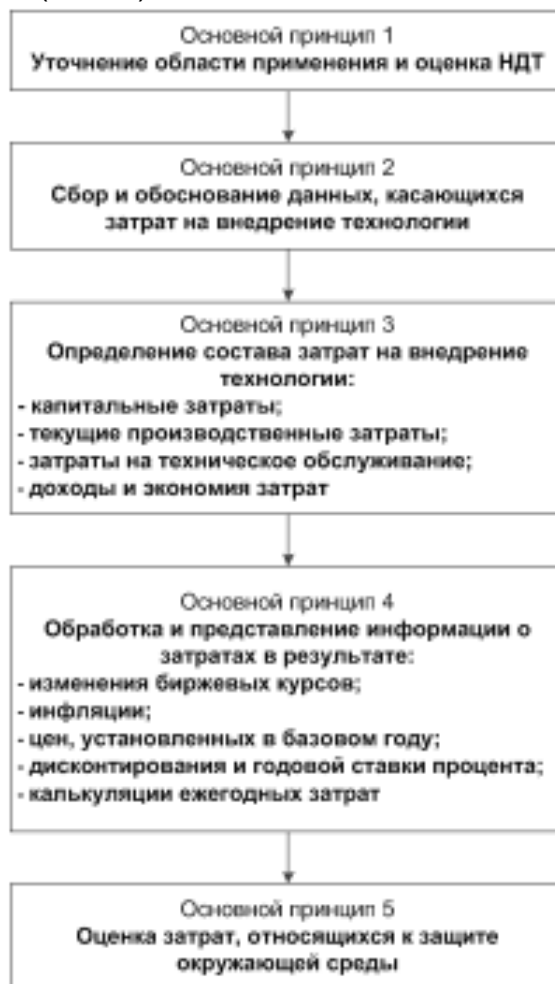 Основной принцип 1
Уточнение области применения и оценка НДТ
Основной принцип 2
Сбор и обоснование данных, касающихся
затрат на внедрение технологии
Основной принцип 3
Определение состава затрат на внедрение
технологии:
- капитальные затраты;
- текущие производственные затраты;
- затраты на техническое обслуживание;
- доходы и экономия затрат
Основной принцип 4
Обработка и представление информации о
затратах в результате:
- изменения биржевых курсов;
- инфляции;
- цен, установленных в базовом году;
- дисконтирования и годовой ставки процента;
- калькуляции ежегодных затрат
Основной принцип 5
Оценка затрат, относящихся к защите
окружающей среды